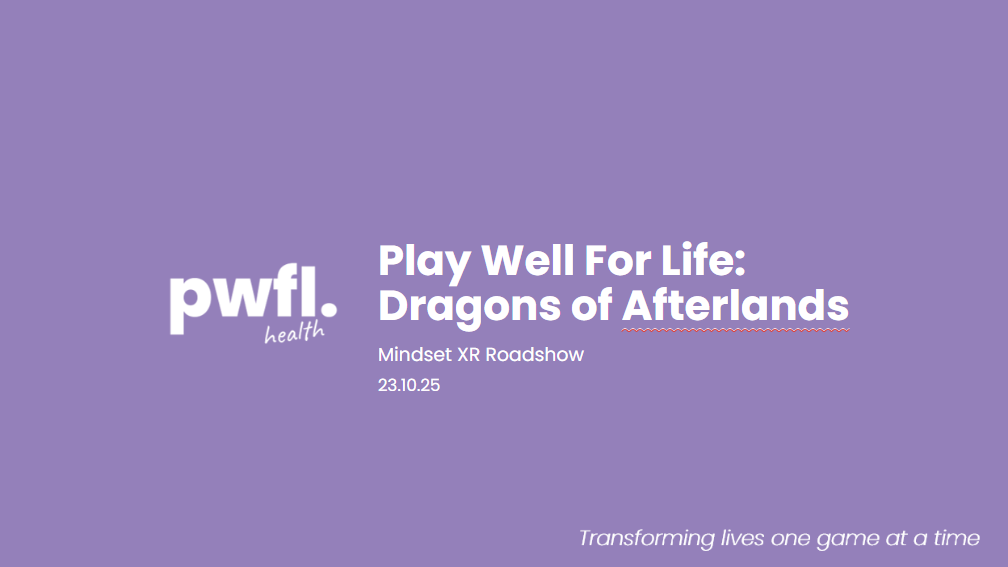 pwfl.
health
Play Well For Life:
Dragons of Afterlands
Mindset XR Roadshow
23.10.25
Transforming lives one game at a time